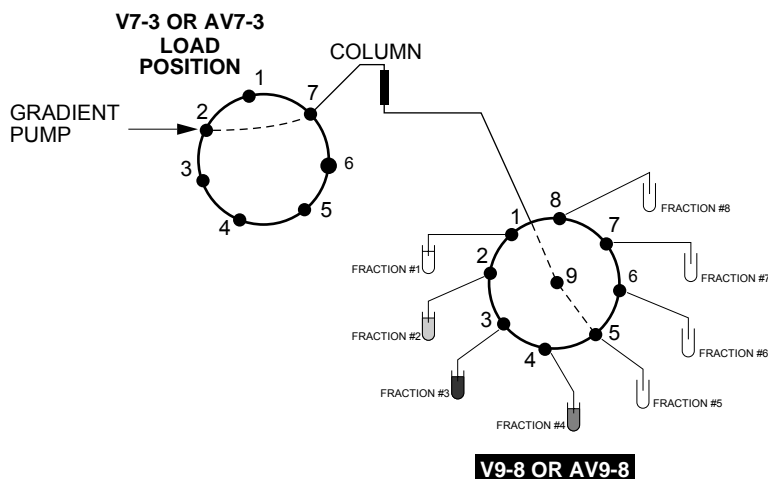 V7-3 OR AV7-3
LOAD
POSITION
COLUMN
GRADIENT
PUMP
1
2
7
3
6
4
5
8
1
7
2
9
6
3
5
4
FRACTION #8
FRACTION #1
FRACTION #7
FRACTION #2
FRACTION #6
FRACTION #3
FRACTION #5
FRACTION #4
V9-8 OR AV9-8